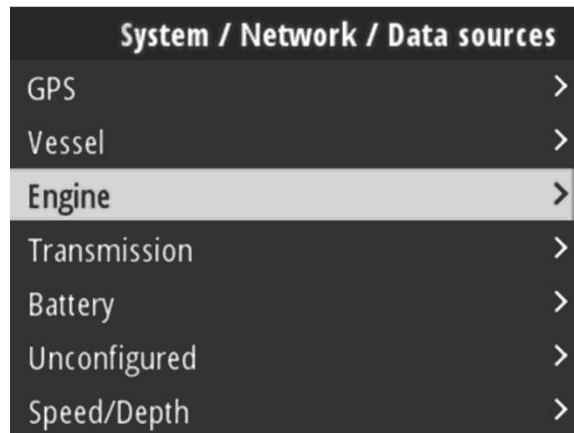 System / Network / Data sources
GPS
Vessel
Engine
Transmission
Battery
Unconfigured
Speed/Depth